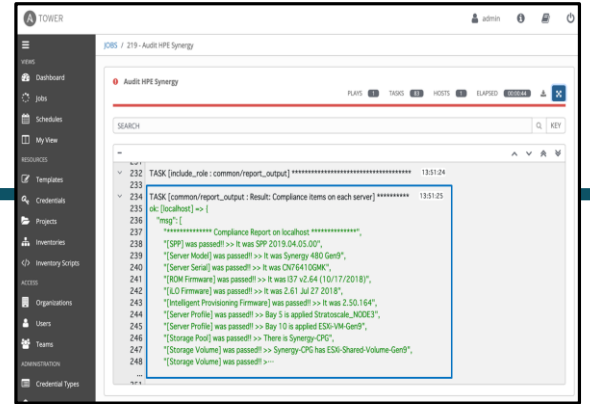 A TOWER
admin
VIEWS
Dashboard
Jobs
Schedules
My View
RESOURCES
Templates
Credentials
Projects
Inventories
Inventory Scripts
ACCESS
Organizations
Users
Teams
ADMINISTRATION
Credential Types
JOBS / 219 - Audit HPE Synergy
Audit HPE Synergy
PLAYS 1 TASKS 83 HOSTS 1 ELAPSED 00:00:44
SEARCH KEY
231
232 TASK [include_role : common/report_output] ************************************** 13:51:24
233
234 TASK [common/report_output : Result: Compliance items on each server] ********** 13:51:25
235 ok: [localhost] => {
236 "msg": [
237 "************** Compliance Report on localhost **************",
238 "[SPP] was passed!! >> It was SPP 2019.04.05.00",
239 "[Server Model] was passed!! >> It was Synergy 480 Gen9",
240 "[Server Serial] was passed!! >> It was CN76410GMK",
241 "[ROM Firmware] was passed!! >> It was I37 v2.64 (10/17/2018)",
242 "[iLO Firmware] was passed!! >> It was 2.61 Jul 27 2018",
243 "[Intelligent Provisioning Firmware] was passed!! >> It was 2.50.164",
244 "[Server Profile] was passed!! >> Bay 5 is applied Stratoscale_NODE3",
245 "[Server Profile] was passed!! >> Bay 10 is applied ESXi-VM-Gen9",
246 "[Storage Pool] was passed!! >> There is Synergy-CPG",
247 "[Storage Volume] was passed!! >> Synergy-CPG has ESXi-Shared-Volume-Gen9",
248 "[Storage Volume] was passed!! >···
...